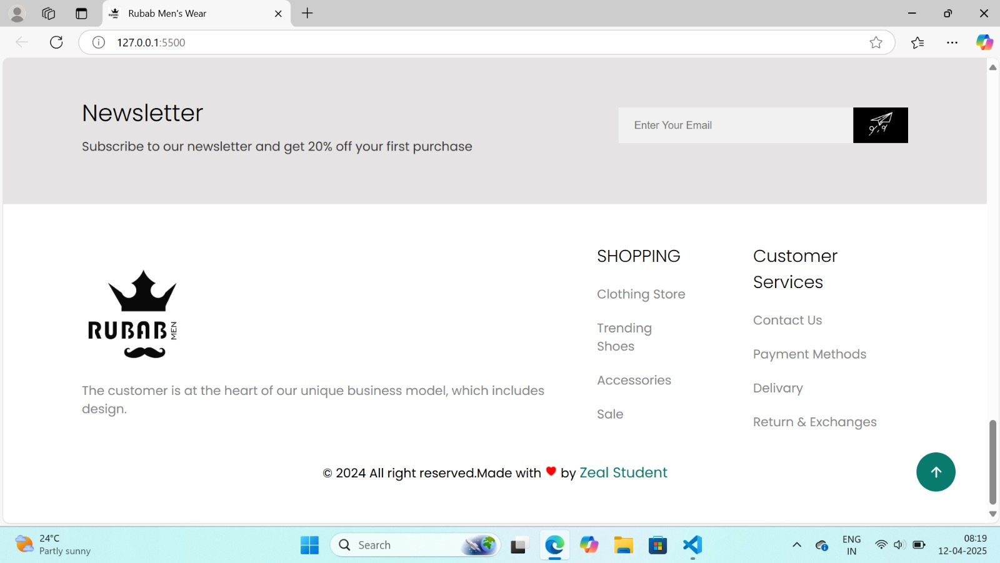 Rubab Men's Wear
127.0.0.1:5500
Newsletter
Subscribe to our newsletter and get 20% off your first purchase
Enter Your Email
RUBAB MEN
The customer is at the heart of our unique business model, which includes
design.
SHOPPING
Clothing Store
Trending
Shoes
Accessories
Sale
Customer
Services
Contact Us
Payment Methods
Delivary
Return & Exchanges
© 2024 All right reserved.Made with by Zeal Student
24°C
Partly sunny
Search
ENG
IN
08:19
12-04-2025